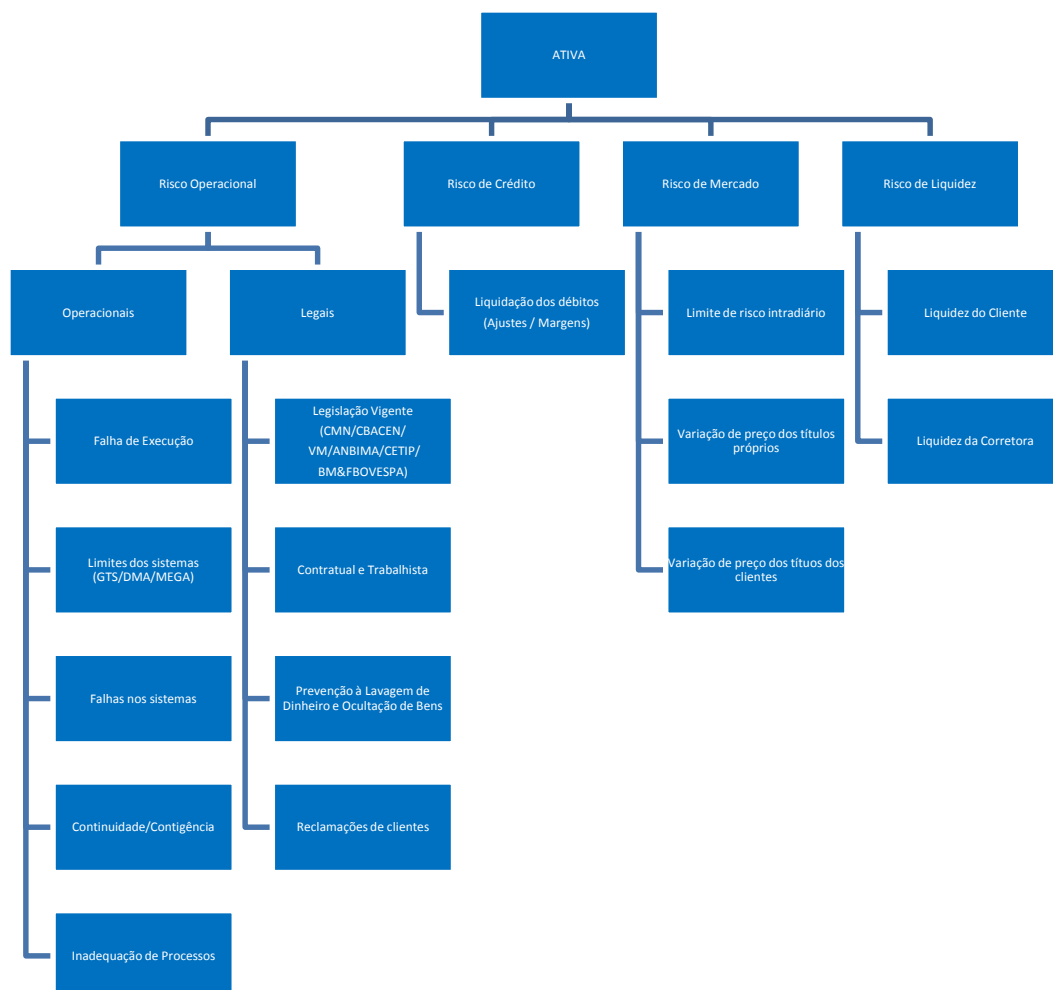 ATIVA
Risco Operacional
Risco de Crédito
Risco de Mercado
Risco de Liquidez
Operacionais
Legais
Liquidação dos débitos
(Ajustes / Margens)
Limite de risco intradiário
Liquidez do Cliente
Falha de Execução
Legislação Vigente
(CMN/CBACEN/
VM/ANBIMA/CETIP/
BM&FBOVESPA)
Variação de preço dos títulos
próprios
Liquidez da Corretora
Limites dos sistemas
(GTS/DMA/MEGA)
Contratual e Trabalhista
Variação de preço dos títuos dos
clientes
Falhas nos sistemas
Prevenção à Lavagem de
Dinheiro e Ocultação de Bens
Continuidade/Contigência
Reclamações de clientes
Inadequação de Processos